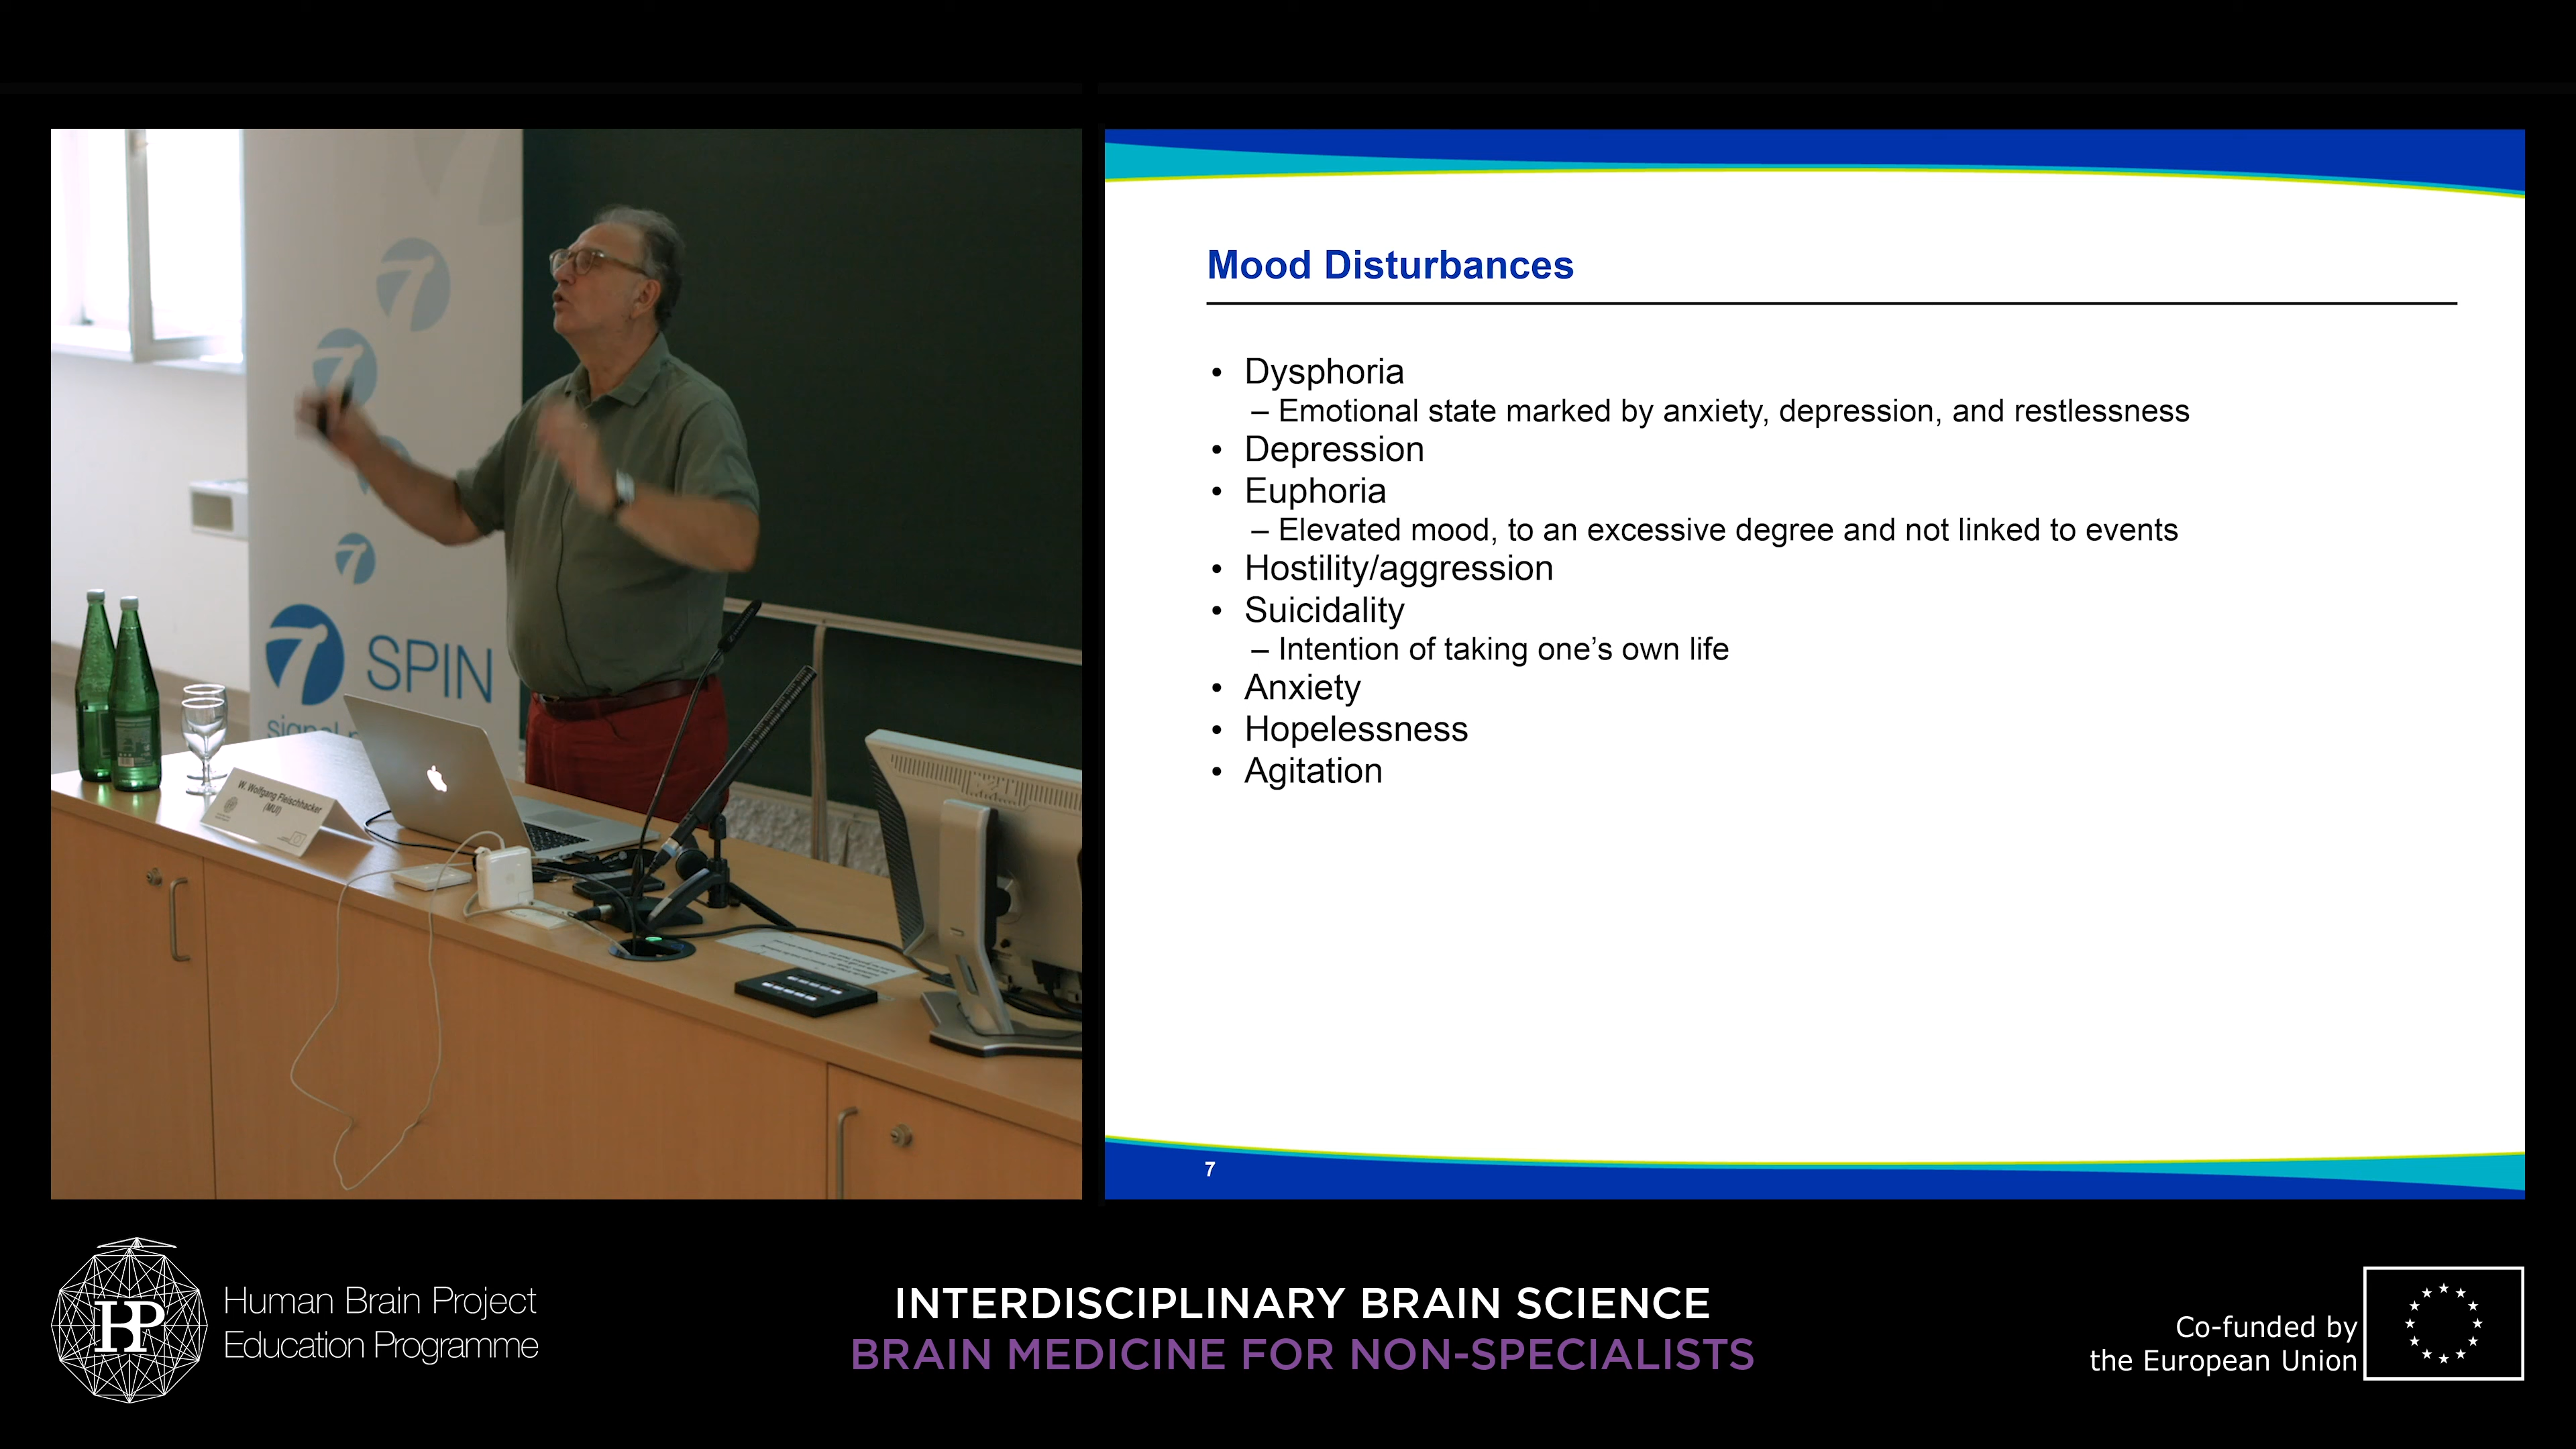 SPIN
W. Wolfgang Fleischhacker
(MUI)
Mood Disturbances
• Dysphoria
– Emotional state marked by anxiety, depression, and restlessness
• Depression
• Euphoria
– Elevated mood, to an excessive degree and not linked to events
• Hostility/aggression
• Suicidality
– Intention of taking one’s own life
• Anxiety
• Hopelessness
• Agitation
7
HBP
Human Brain Project
Education Programme
INTERDISCIPLINARY BRAIN SCIENCE
BRAIN MEDICINE FOR NON-SPECIALISTS
Co-funded by
the European Union